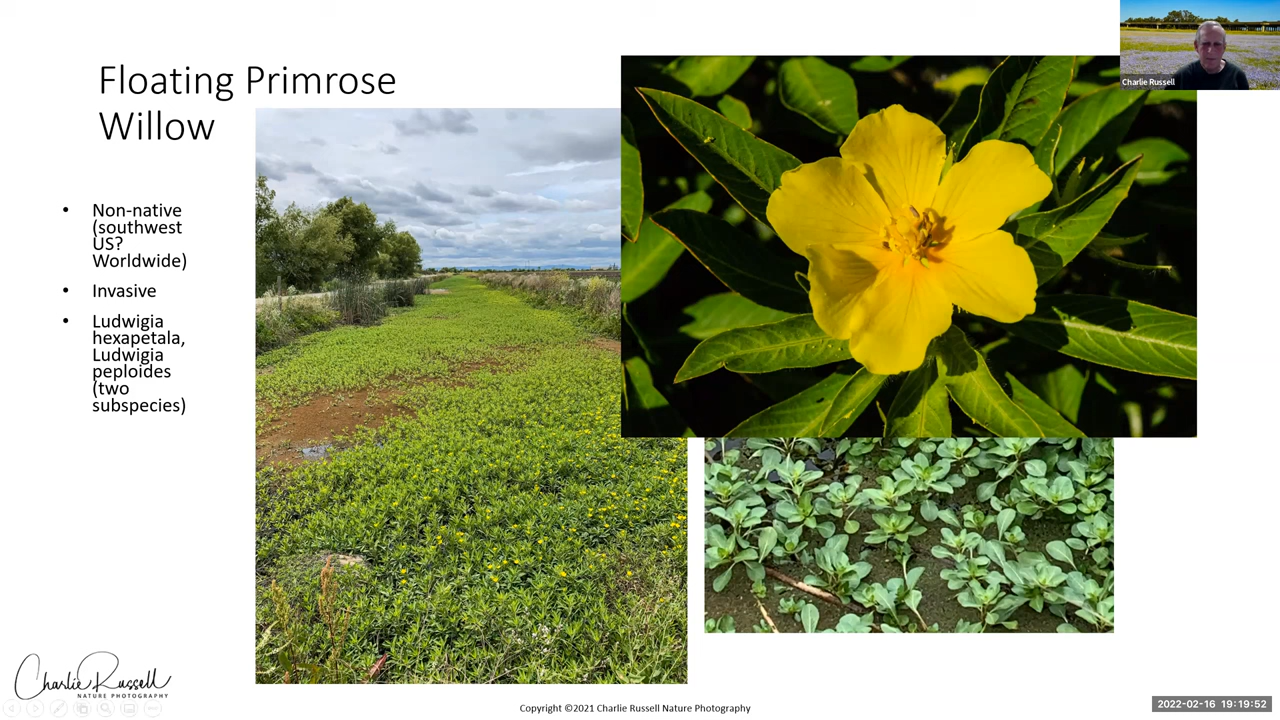 Charlie Russell
Floating Primrose
Willow
• Non-native
(southwest
US?
Worldwide)
• Invasive
• Ludwigia
hexapetala,
Ludwigia
peploides
(two
subspecies)
Charlie Russell
NATURE PHOTOGRAPHY
Copyright ©2021 Charlie Russell Nature Photography
2022-02-16 19:19:52